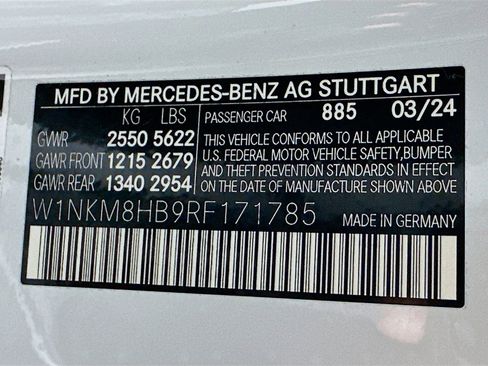 MFD BY MERCEDES-BENZ AG STUTTGART
KG LBS PASSENGER CAR 885 03/24
GVWR 2550 5622
GAWR FRONT 1215 2679
GAWR REAR 1340 2954
THIS VEHICLE CONFORMS TO ALL APPLICABLE
U.S. FEDERAL MOTOR VEHICLE SAFETY,BUMPER
AND THEFT PREVENTION STANDARDS IN EFFECT
ON THE DATE OF MANUFACTURE SHOWN ABOVE.
W1NKM8HB9RF171785
MADE IN GERMANY